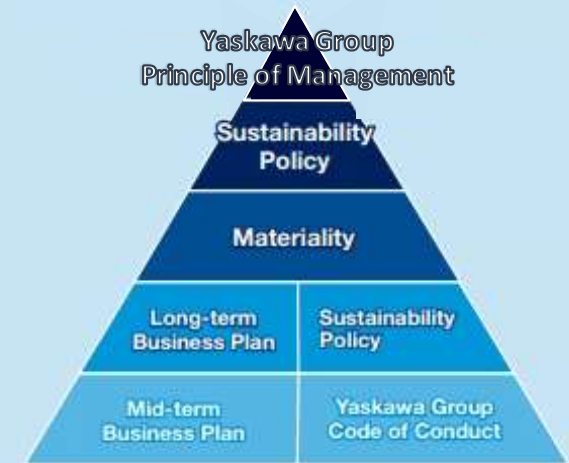 Yaskawa Group
Principle of Management
Sustainability
Policy
Materiality
Long-term
Business Plan
Sustainability
Policy
Mid-term
Business Plan
Yaskawa Group
Code of Conduct